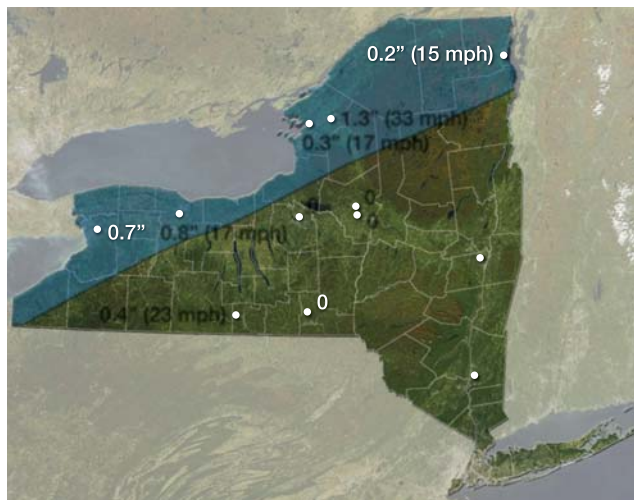 0.2” (15 mph)
1.3” (33 mph)
0.3” (17 mph)
0
0
0.7”
0.8” (17 mph)
0.4” (23 mph)
0